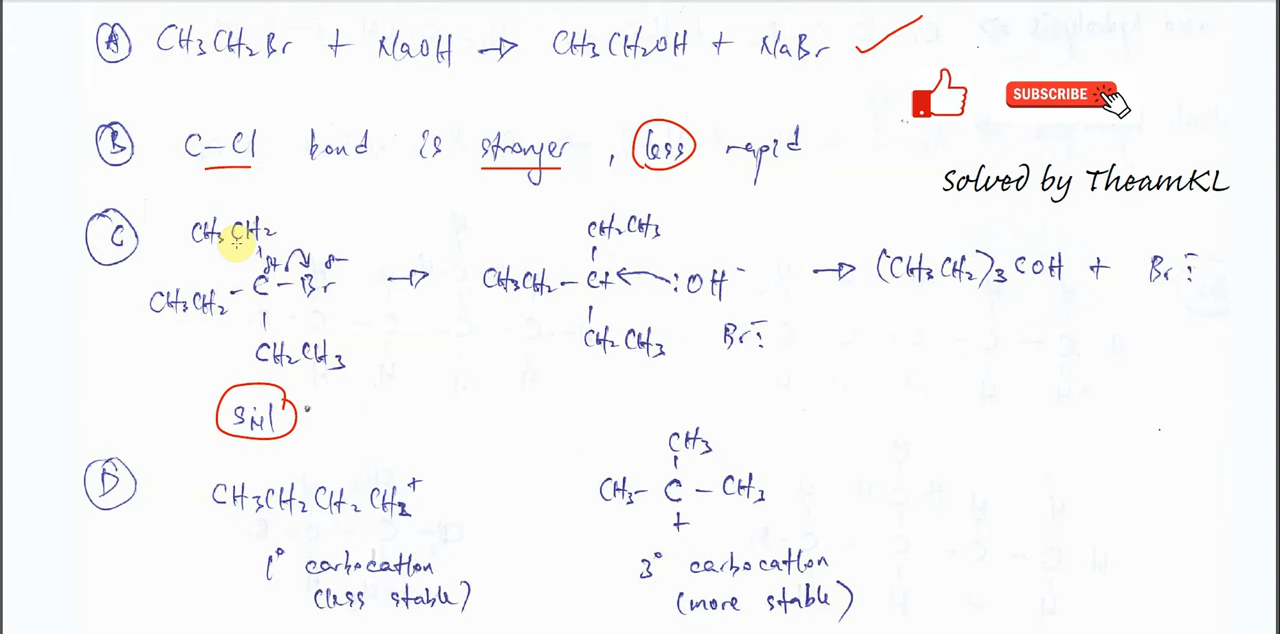 A CH3CH2Br + NaOH → CH3CH2OH + NaBr ✓
SUBSCRIBE
B C–Cl bond is stronger, less rapid
Solved by TheamKL
C CH3CH2 CH2CH3
δ+ δ-
CH3CH2 – C – Br → CH3CH2 – C+ :OH⁻ → (CH3CH2)3COH + Br:⁻
CH2CH3 CH2CH3 Br:⁻
SN1
D CH3
CH3CH2CH2CH2+ CH3 – C – CH3
+
1° carbocation 3° carbocation
(less stable) (more stable)